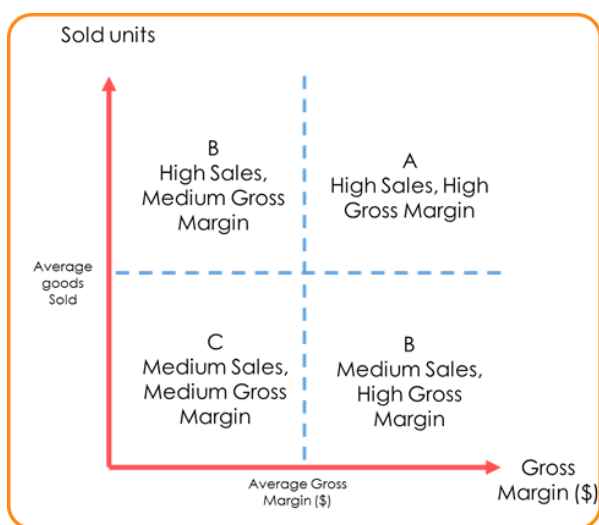 Sold units
B
High Sales,
Medium Gross
Margin
A
High Sales, High
Gross Margin
Average
goods
Sold
C
Medium Sales,
Medium Gross
Margin
B
Medium Sales,
High Gross
Margin
Average Gross
Margin ($)
Gross
Margin ($)